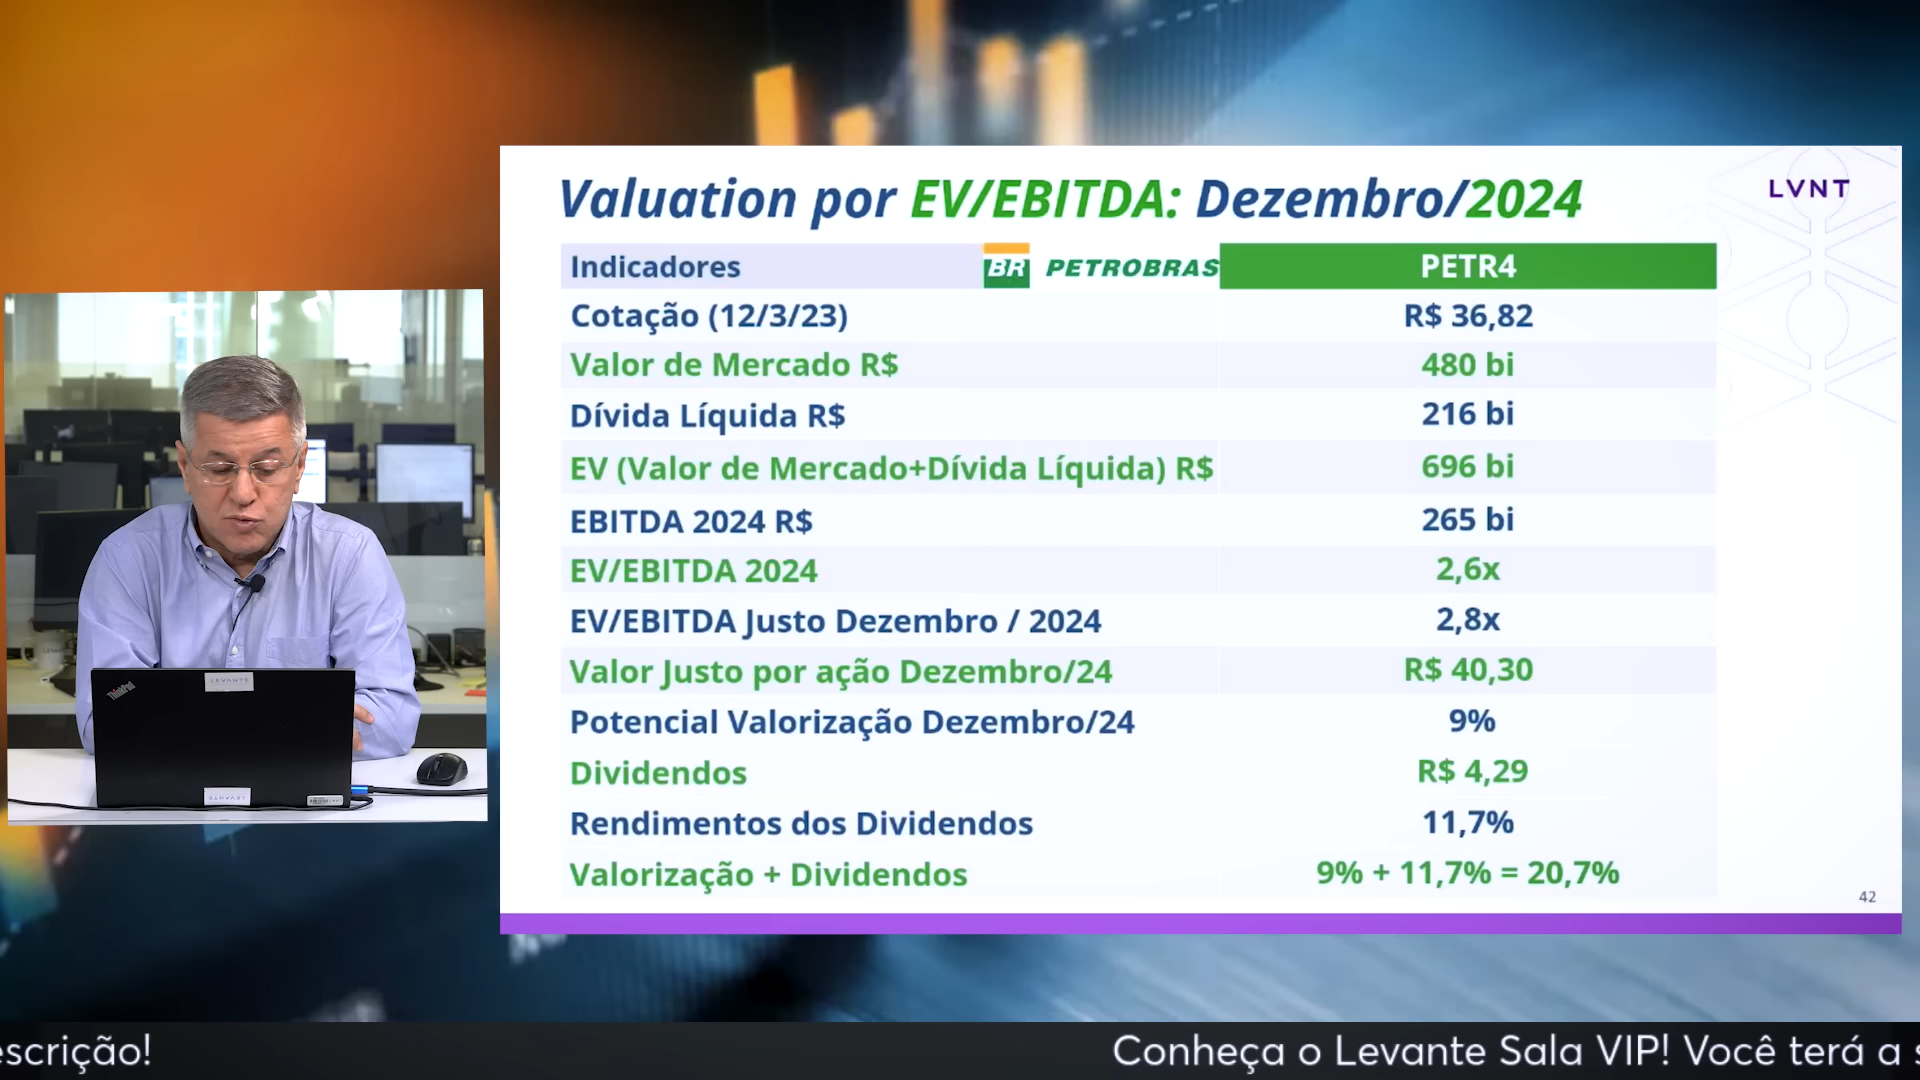 Valuation por EV/EBITDA: Dezembro/2024
LVNT
Indicadores BR PETROBRAS PETR4
Cotação (12/3/23) R$ 36,82
Valor de Mercado R$ 480 bi
Dívida Líquida R$ 216 bi
EV (Valor de Mercado+Dívida Líquida) R$ 696 bi
EBITDA 2024 R$ 265 bi
EV/EBITDA 2024 2,6x
EV/EBITDA Justo Dezembro / 2024 2,8x
Valor Justo por ação Dezembro/24 R$ 40,30
Potencial Valorização Dezembro/24 9%
Dividendos R$ 4,29
Rendimentos dos Dividendos 11,7%
Valorização + Dividendos 9% + 11,7% = 20,7%
42
ThinkPad
LEVANTE
LEVANTE
escrição! Conheça o Levante Sala VIP! Você terá a s